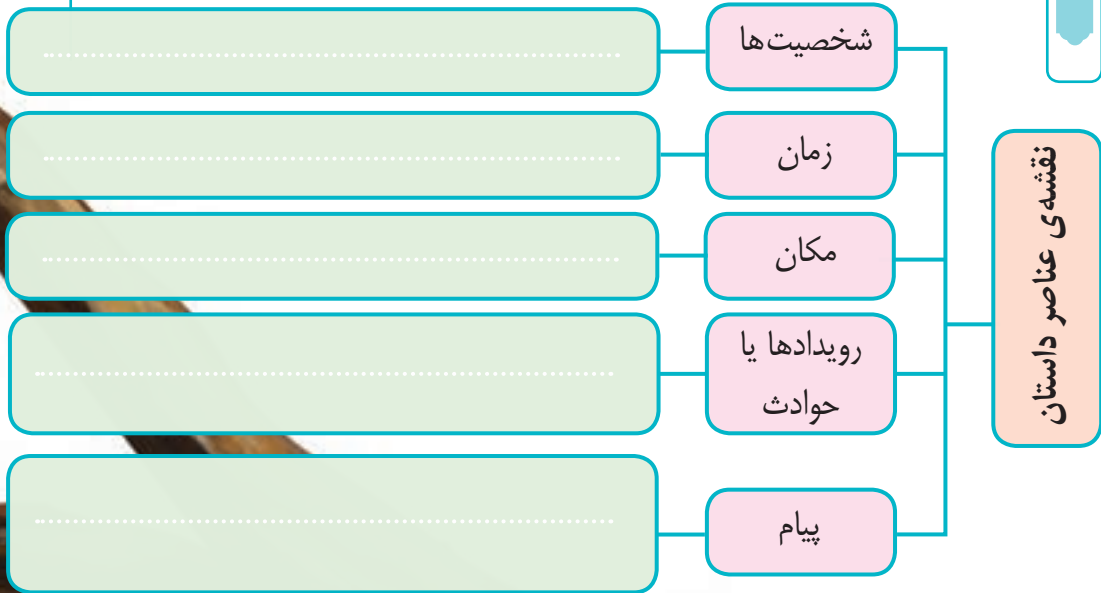 نقشه‌ی عناصر داستان
شخصیت‌ها
زمان
مکان
رویدادها یا
حوادث
پیام